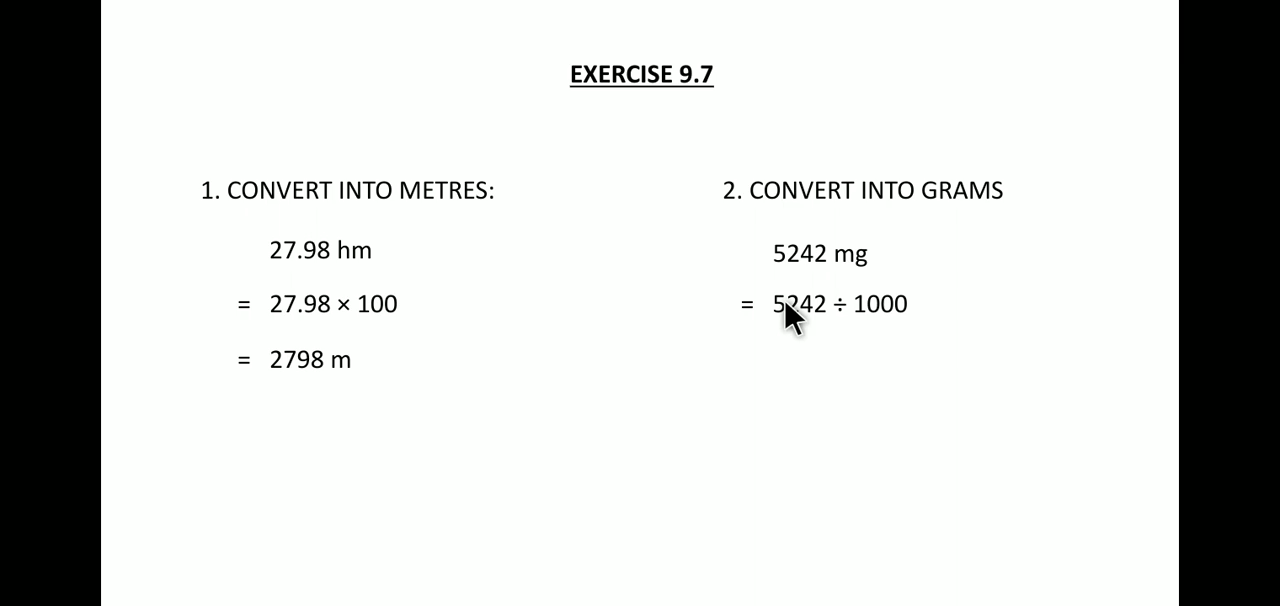 EXERCISE 9.7
1. CONVERT INTO METRES:
27.98 hm
= 27.98 × 100
= 2798 m
2. CONVERT INTO GRAMS
5242 mg
= 5242 ÷ 1000